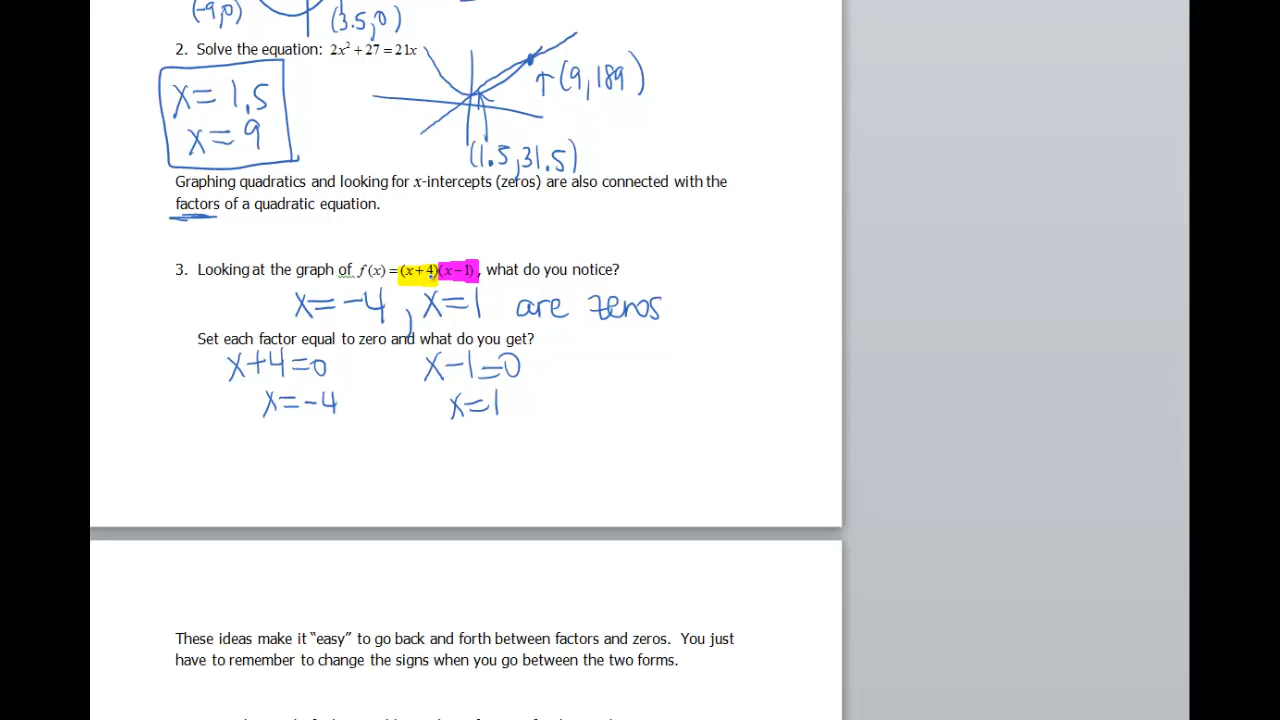 (-9,0)
(3.5,0)
2. Solve the equation: 2x² + 27 = 21x
x = 1.5
x = 9
↑(9,189)
(1.5,31.5)
Graphing quadratics and looking for x-intercepts (zeros) are also connected with the
factors of a quadratic equation.
3. Looking at the graph of f(x) = (x+4)(x−1), what do you notice?
x = -4, x = 1 are zeros
Set each factor equal to zero and what do you get?
x+4=0 x-1=0
x=-4 x=1
These ideas make it "easy" to go back and forth between factors and zeros. You just
have to remember to change the signs when you go between the two forms.